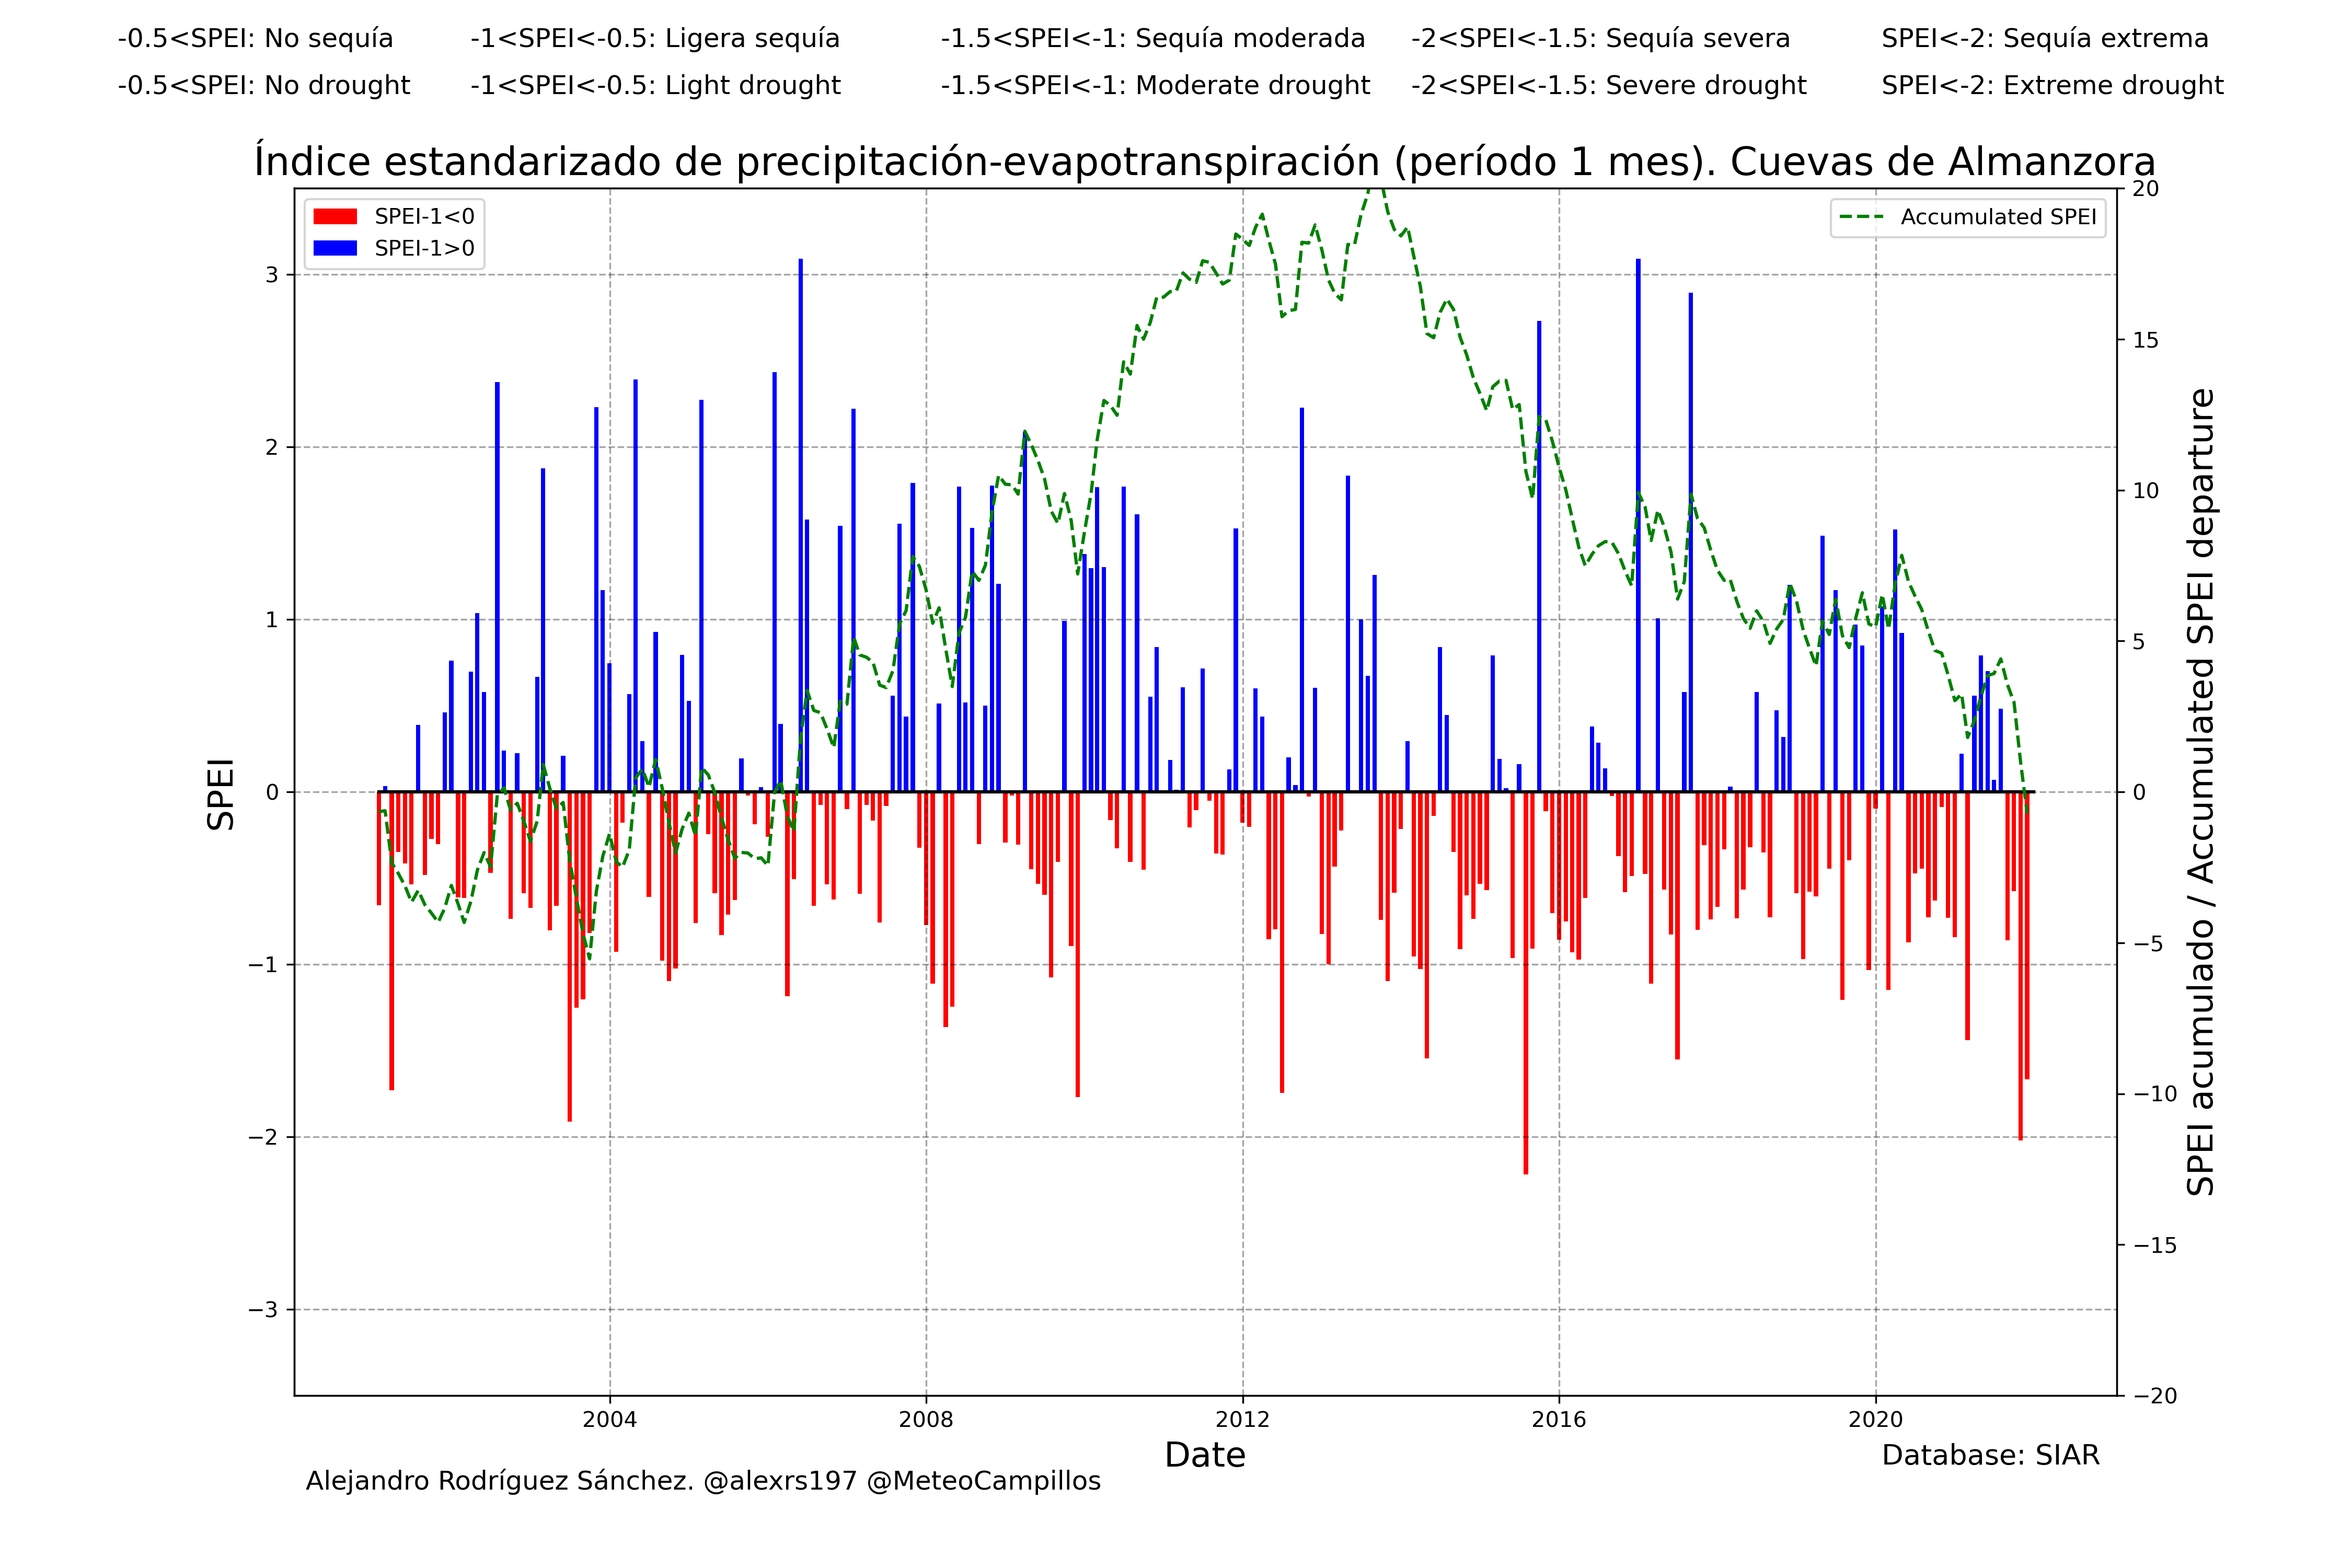 -0.5<SPEI: No sequía -1<SPEI<-0.5: Ligera sequía -1.5<SPEI<-1: Sequía moderada -2<SPEI<-1.5: Sequía severa SPEI<-2: Sequía extrema
-0.5<SPEI: No drought -1<SPEI<-0.5: Light drought -1.5<SPEI<-1: Moderate drought -2<SPEI<-1.5: Severe drought SPEI<-2: Extreme drought
Índice estandarizado de precipitación-evapotranspiración (período 1 mes). Cuevas de Almanzora
SPEI-1<0
SPEI-1>0
Accumulated SPEI
SPEI
3
2
1
0
−1
−2
−3
20
15
10
5
0
−5
−10
−15
−20
SPEI acumulado / Accumulated SPEI departure
2004 2008 2012 2016 2020
Date
Database: SIAR
Alejandro Rodríguez Sánchez. @alexrs197 @MeteoCampillos